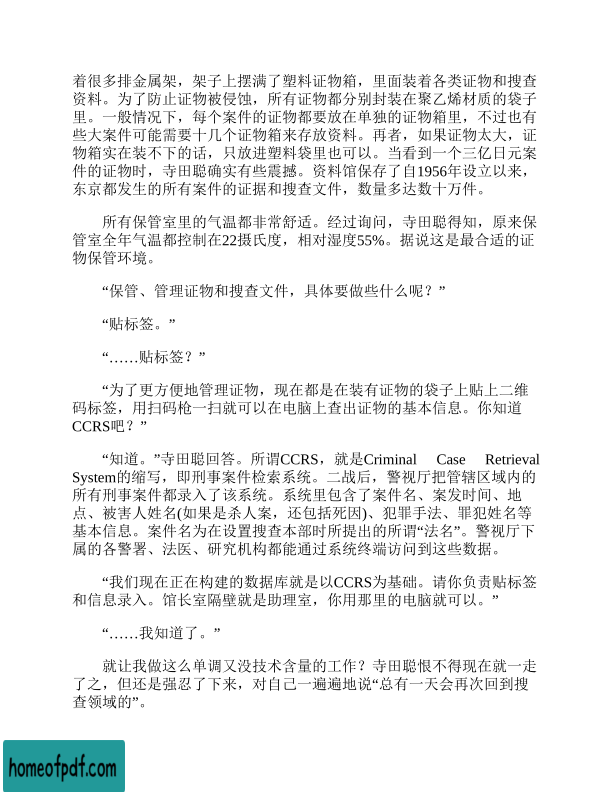 着很多排金属架，架子上摆满了塑料证物箱，里面装着各类证物和搜查
资料。为了防止证物被侵蚀，所有证物都分别封装在聚乙烯材质的袋子
里。一般情况下，每个案件的证物都要放在单独的证物箱里，不过也有
些大案件可能需要十几个证物箱来存放资料。再者，如果证物太大，证
物箱实在装不下的话，只放进塑料袋里也可以。当看到一个三亿日元案
件的证物时，寺田聪确实有些震撼。资料馆保存了自1956年设立以来，
东京都发生的所有案件的证据和搜查文件，数量多达数十万件。
所有保管室里的气温都非常舒适。经过询问，寺田聪得知，原来保
管室全年气温都控制在22摄氏度，相对湿度55%。据说这是最合适的证
物保管环境。
“保管、管理证物和搜查文件，具体要做些什么呢？”
“贴标签。”
“……贴标签？”
“为了更方便地管理证物，现在都是在装有证物的袋子上贴上二维
码标签，用扫码枪一扫就可以在电脑上查出证物的基本信息。你知道
CCRS吧？”
“知道。”寺田聪回答。所谓CCRS，就是Criminal Case Retrieval
System的缩写，即刑事案件检索系统。二战后，警视厅把管辖区域内的
所有刑事案件都录入了该系统。系统里包含了案件名、案发时间、地
点、被害人姓名(如果是杀人案，还包括死因)、犯罪手法、罪犯姓名等
基本信息。案件名为在设置搜查本部时所提出的所谓“法名”。警视厅下
属的各警署、法医、研究机构都能通过系统终端访问到这些数据。
“我们现在正在构建的数据库就是以CCRS为基础。请你负责贴标签
和信息录入。馆长室隔壁就是助理室，你用那里的电脑就可以。”
“……我知道了。”
就让我做这么单调又没技术含量的工作？寺田聪恨不得现在就一走
了之，但还是强忍了下来，对自己一遍遍地说“总有一天会再次回到搜
查领域的”。
homeofpdf.com